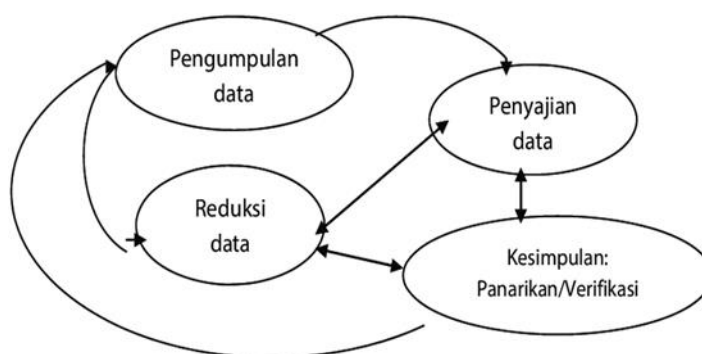 Pengumpulan
data
Penyajian
data
Reduksi
data
Kesimpulan:
Panarikan/Verifikasi